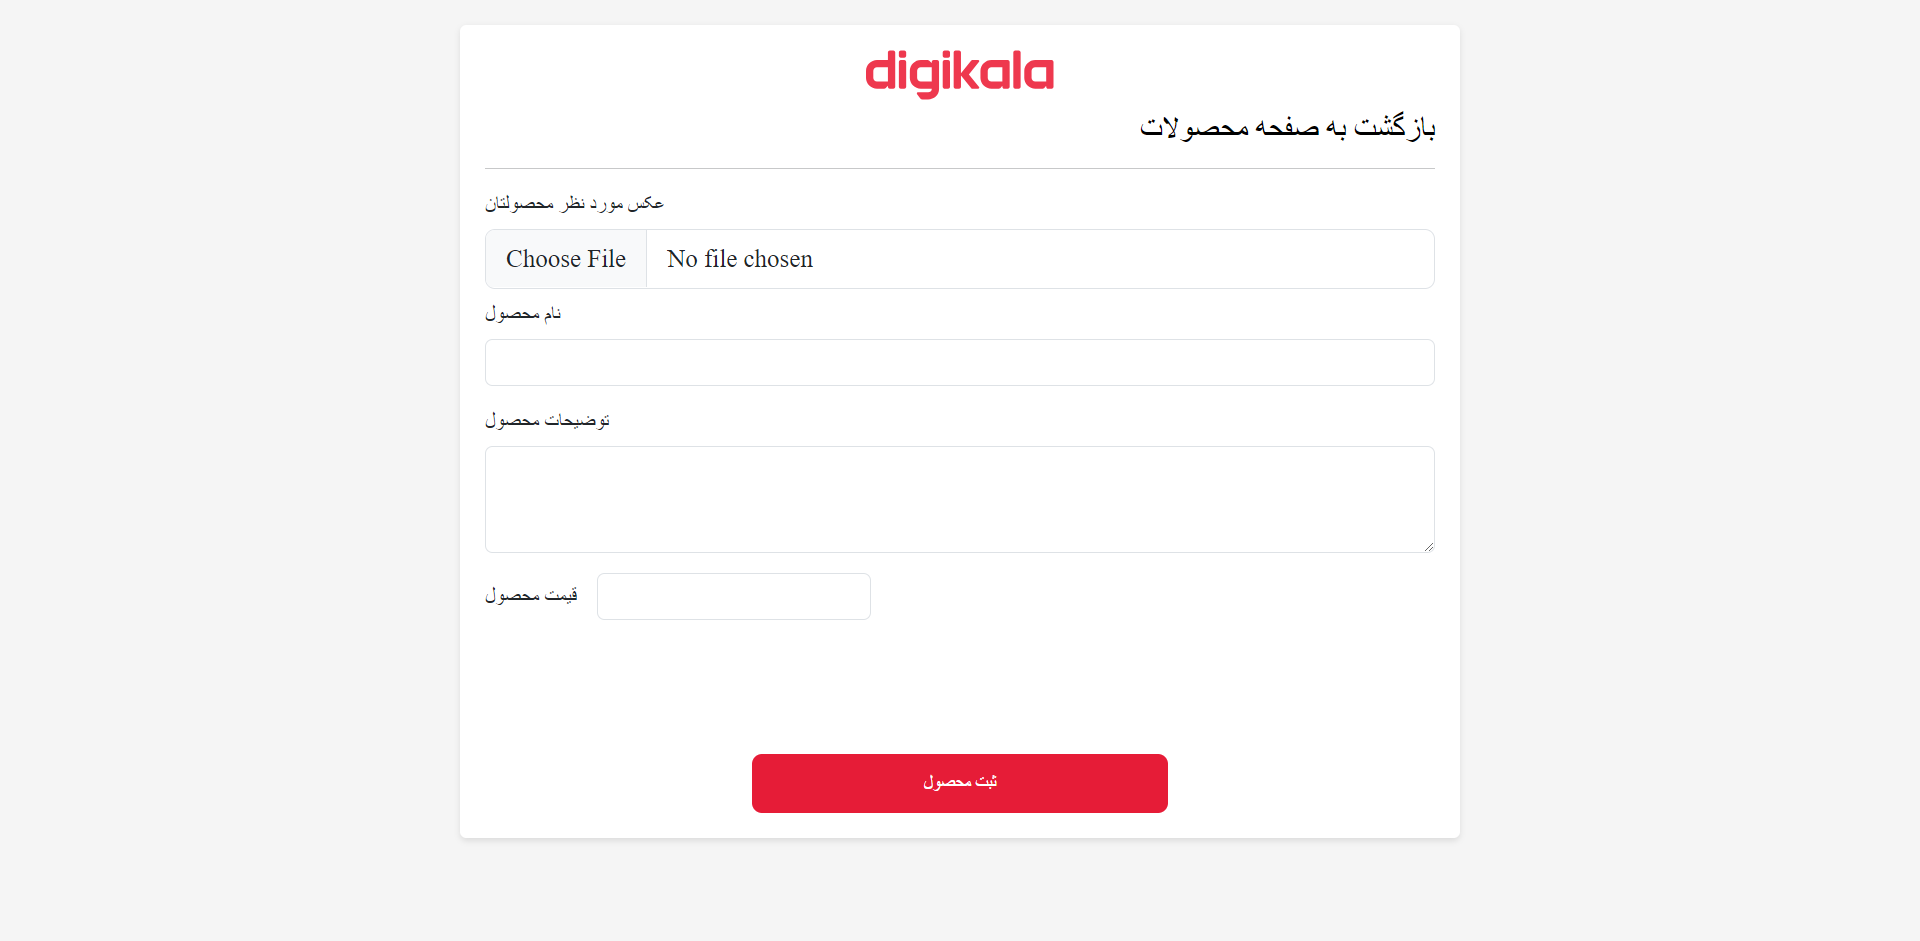 digikala
بازگشت به صفحه محصولات
عکس مورد نظر محصولتان
Choose File No file chosen
نام محصول
توضیحات محصول
قیمت محصول
ثبت محصول